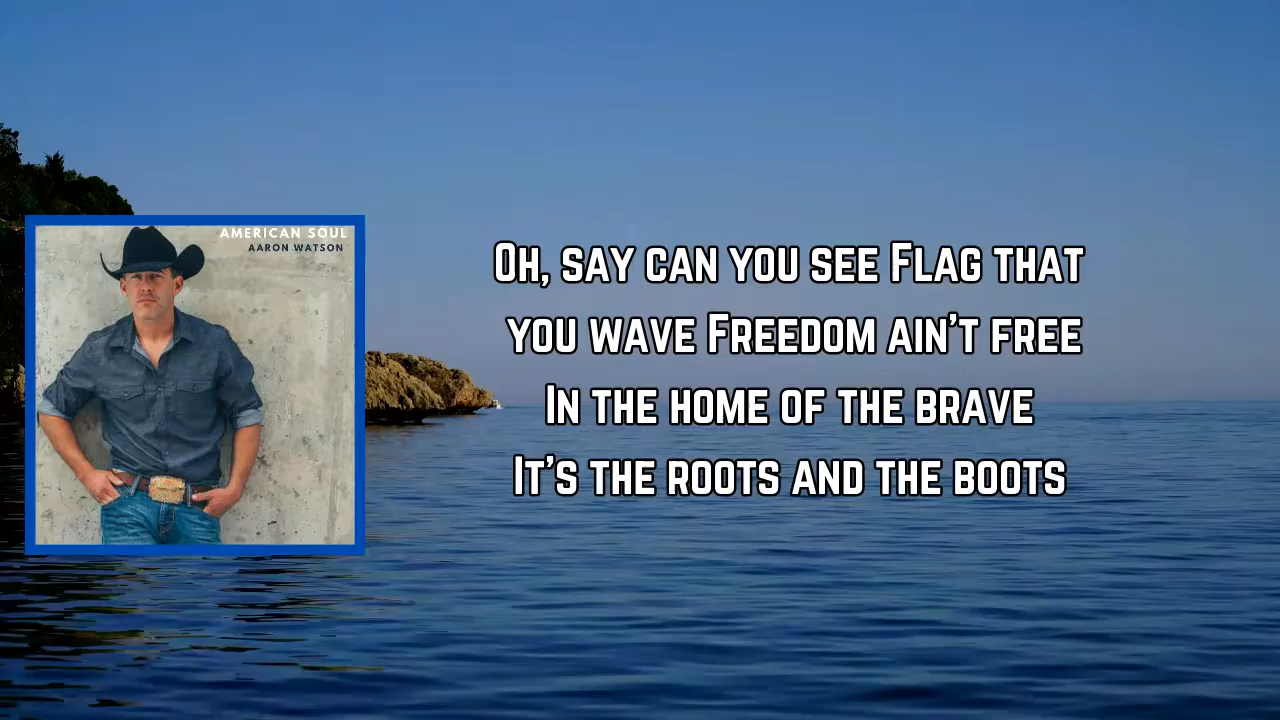 AMERICAN SOUL
AARON WATSON
Oh, say can you see Flag that
you wave Freedom ain't free
In the home of the brave
It's the roots and the boots